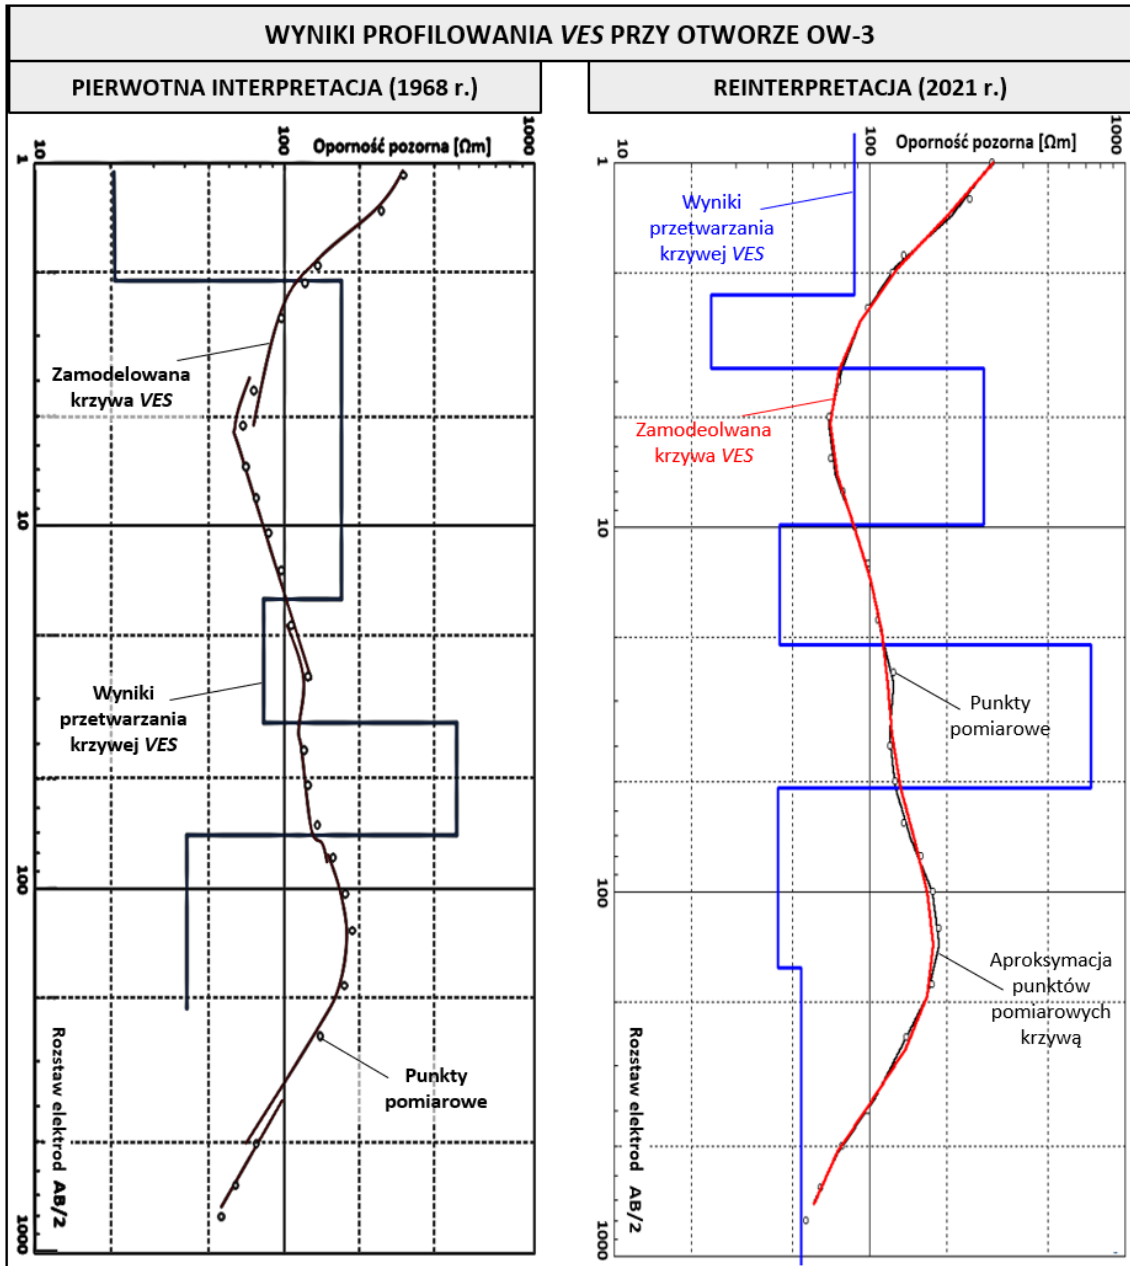 WYNIKI PROFILOWANIA VES PRZY OTWORZE OW-3
PIERWOTNA INTERPRETACJA (1968 r.)
10
100
1000
Oporność pozorna [Ωm]
1
10
100
1000
Zamodelowana
krzywa VES
Wyniki
przetwarzania
krzywej VES
Punkty
pomiarowe
Rozstaw elektrod AB/2
REINTERPRETACJA (2021 r.)
10
100
1000
Oporność pozorna [Ωm]
1
10
100
1000
Wyniki
przetwarzania
krzywej VES
Zamodeolwana
krzywa VES
Punkty
pomiarowe
Aproksymacja
punktów
pomiarowych
krzywą
Rozstaw elektrod AB/2